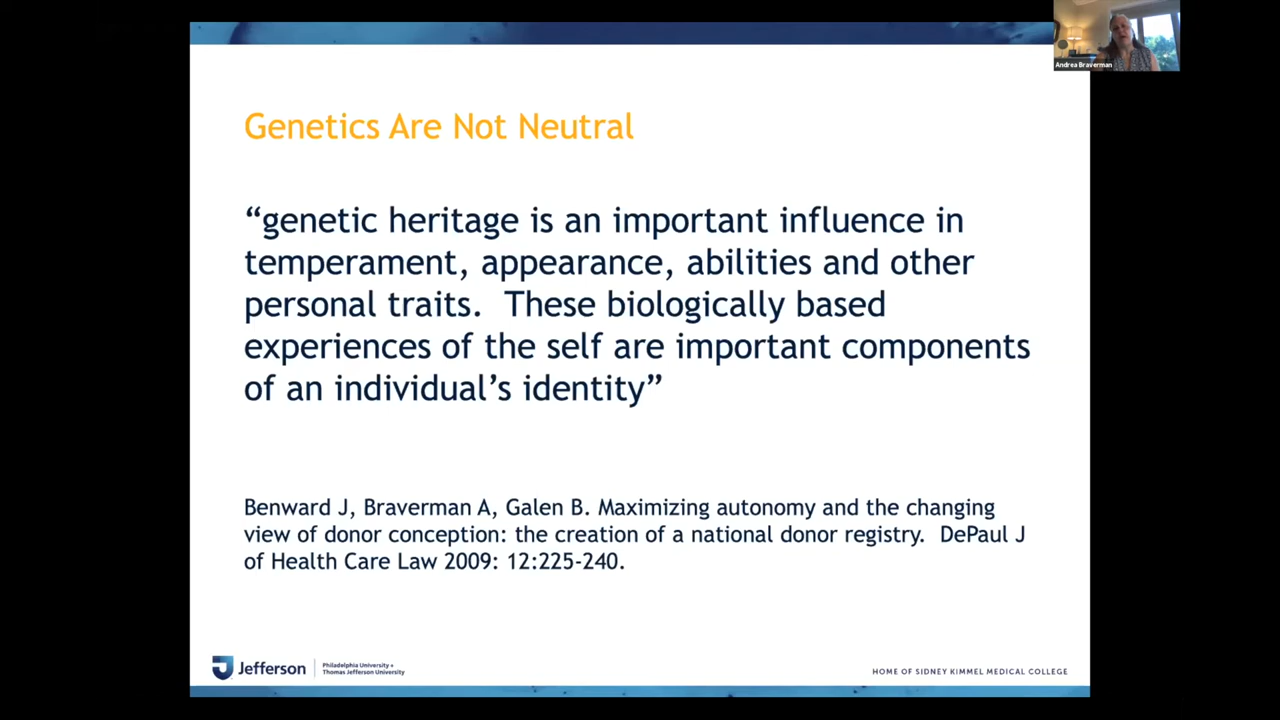 Andrea Braverman
Genetics Are Not Neutral
“genetic heritage is an important influence in
temperament, appearance, abilities and other
personal traits.  These biologically based
experiences of the self are important components
of an individual’s identity”
Benward J, Braverman A, Galen B. Maximizing autonomy and the changing
view of donor conception: the creation of a national donor registry.  DePaul J
of Health Care Law 2009: 12:225-240.
Jefferson
Philadelphia University +
Thomas Jefferson University
HOME OF SIDNEY KIMMEL MEDICAL COLLEGE